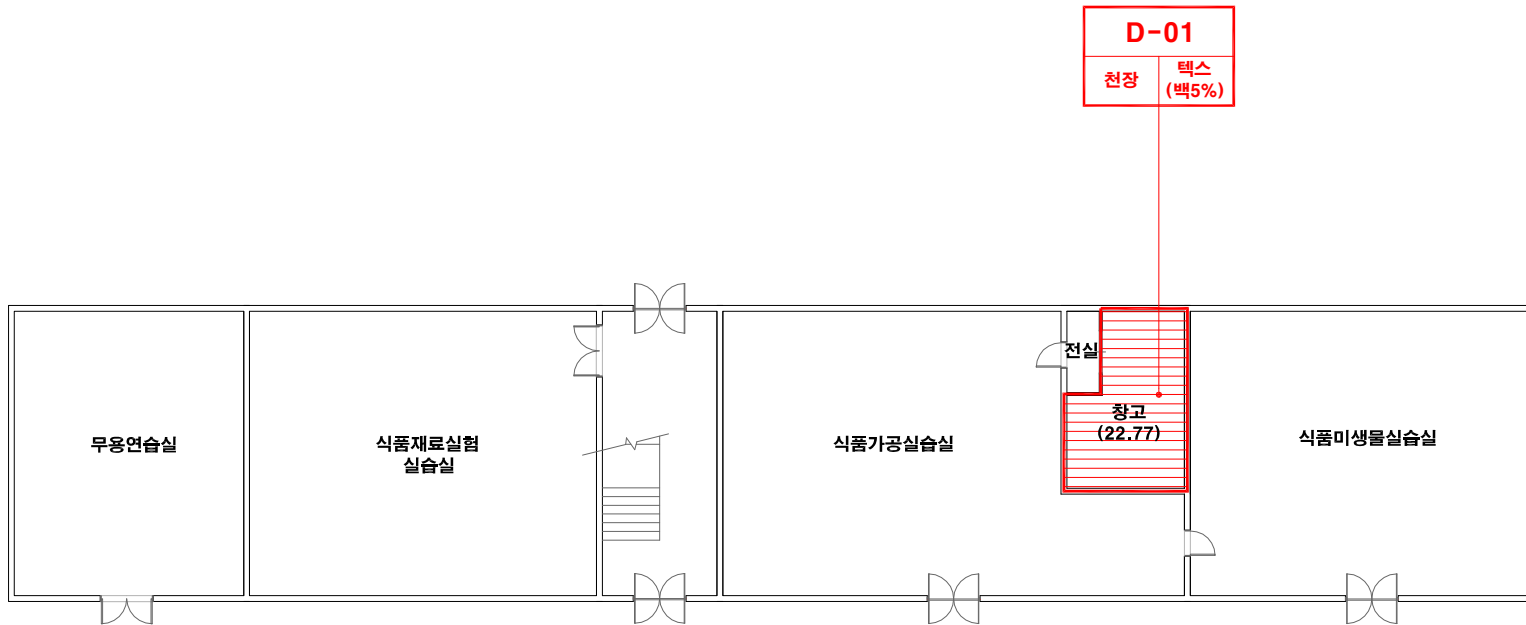 D-01
천장
텍스
(백5%)
전실
창고
(22.77)
무용연습실
식품재료실험
실습실
식품가공실습실
식품미생물실습실